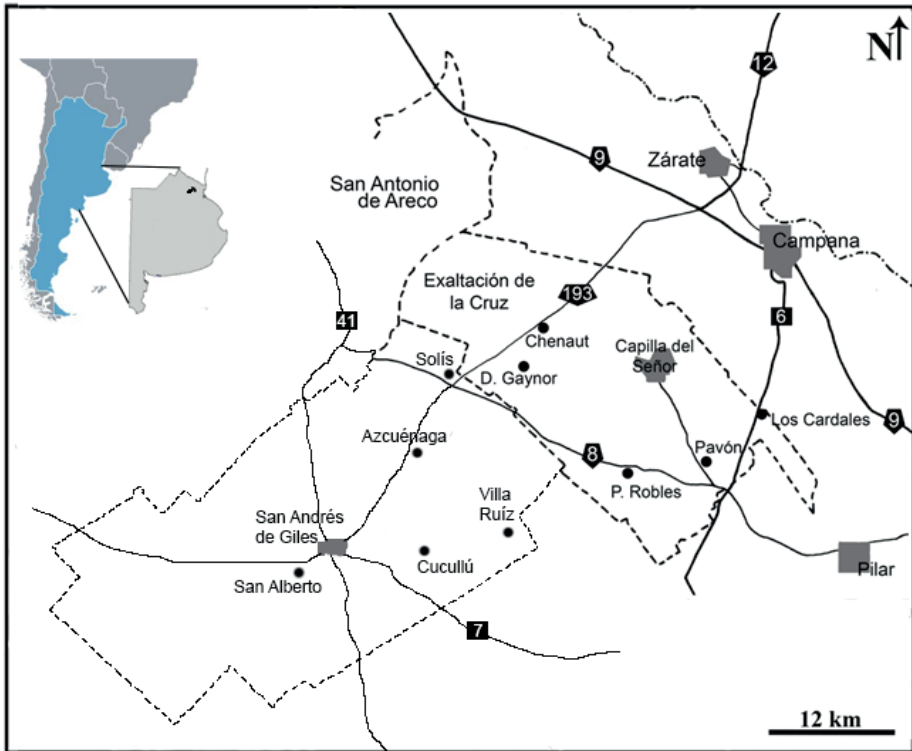 N
12
9
Zárate
San Antonio
de Areco
Campana
Exaltación de
la Cruz
193
6
41
Chenaut
Capilla del
Señor
Solís
D. Gaynor
Los Cardales
9
Azcuénaga
8
Pavón
P. Robles
Villa
Ruíz
San Andrés
de Giles
Cucullú
Pilar
San Alberto
7
12 km